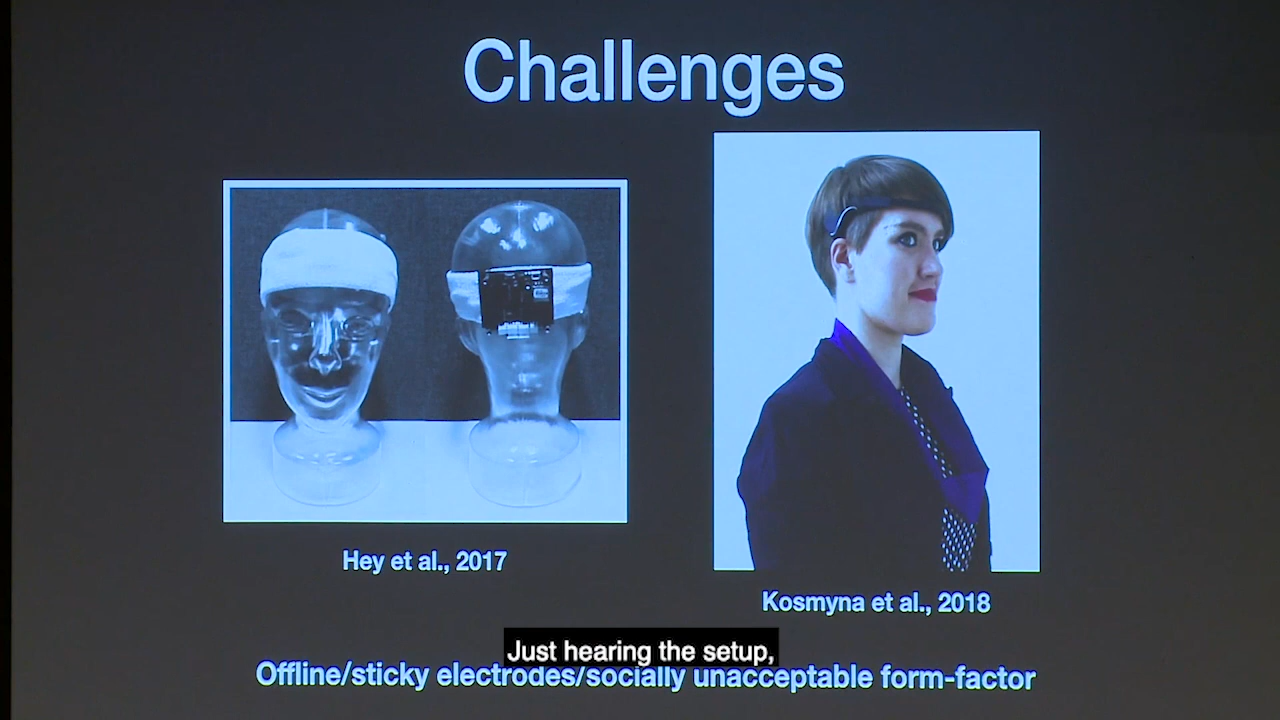 Challenges
Hey et al., 2017
Kosmyna et al., 2018
Just hearing the setup,
Offline/sticky electrodes/socially unacceptable form-factor